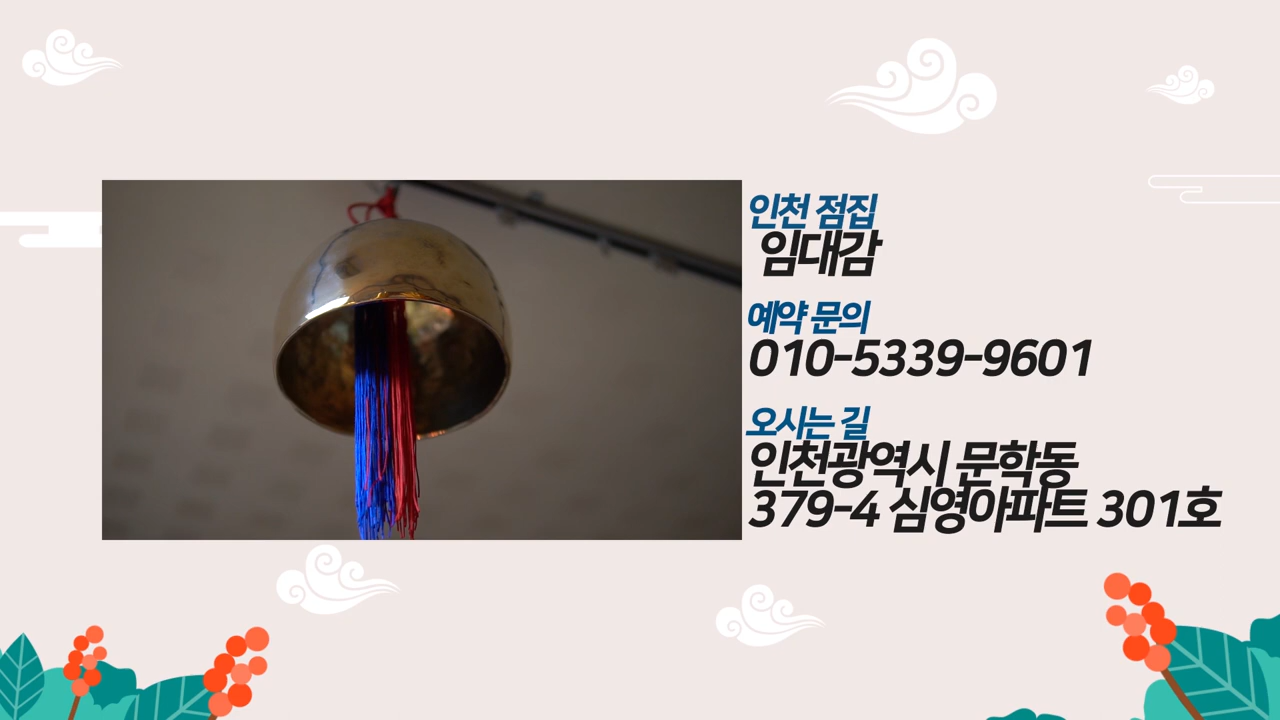 인천 점집
임대감
예약 문의
010-5339-9601
오시는 길
인천광역시 문학동
379-4 심영아파트 301호